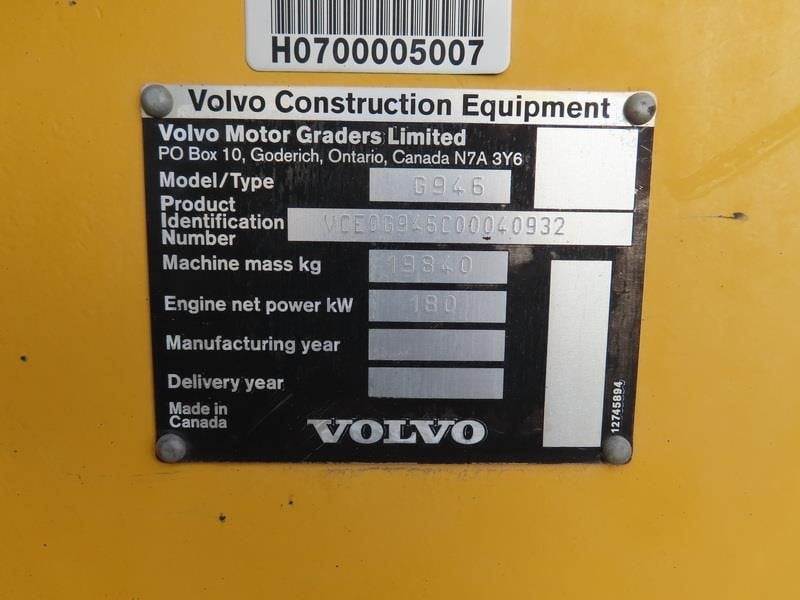 H0700005007
Volvo Construction Equipment
Volvo Motor Graders Limited
PO Box 10, Goderich, Ontario, Canada N7A 3Y6
Model/Type G946
Product
Identification VCE0G946C00040932
Number
Machine mass kg 19840
Engine net power kW 180
Manufacturing year
Delivery year
Made in
Canada
VOLVO
12745894